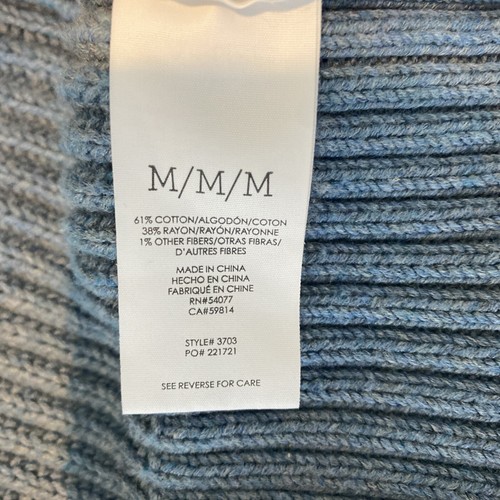 M/M/M
61% COTTON/ALGODÓN/COTON
38% RAYON/RAYÓN/RAYONNE
1% OTHER FIBERS/OTRAS FIBRAS/
D'AUTRES FIBRES
MADE IN CHINA
HECHO EN CHINA
FABRIQUÉ EN CHINE
RN#54077
CA#59814
STYLE# 3703
PO# 221721
SEE REVERSE FOR CARE